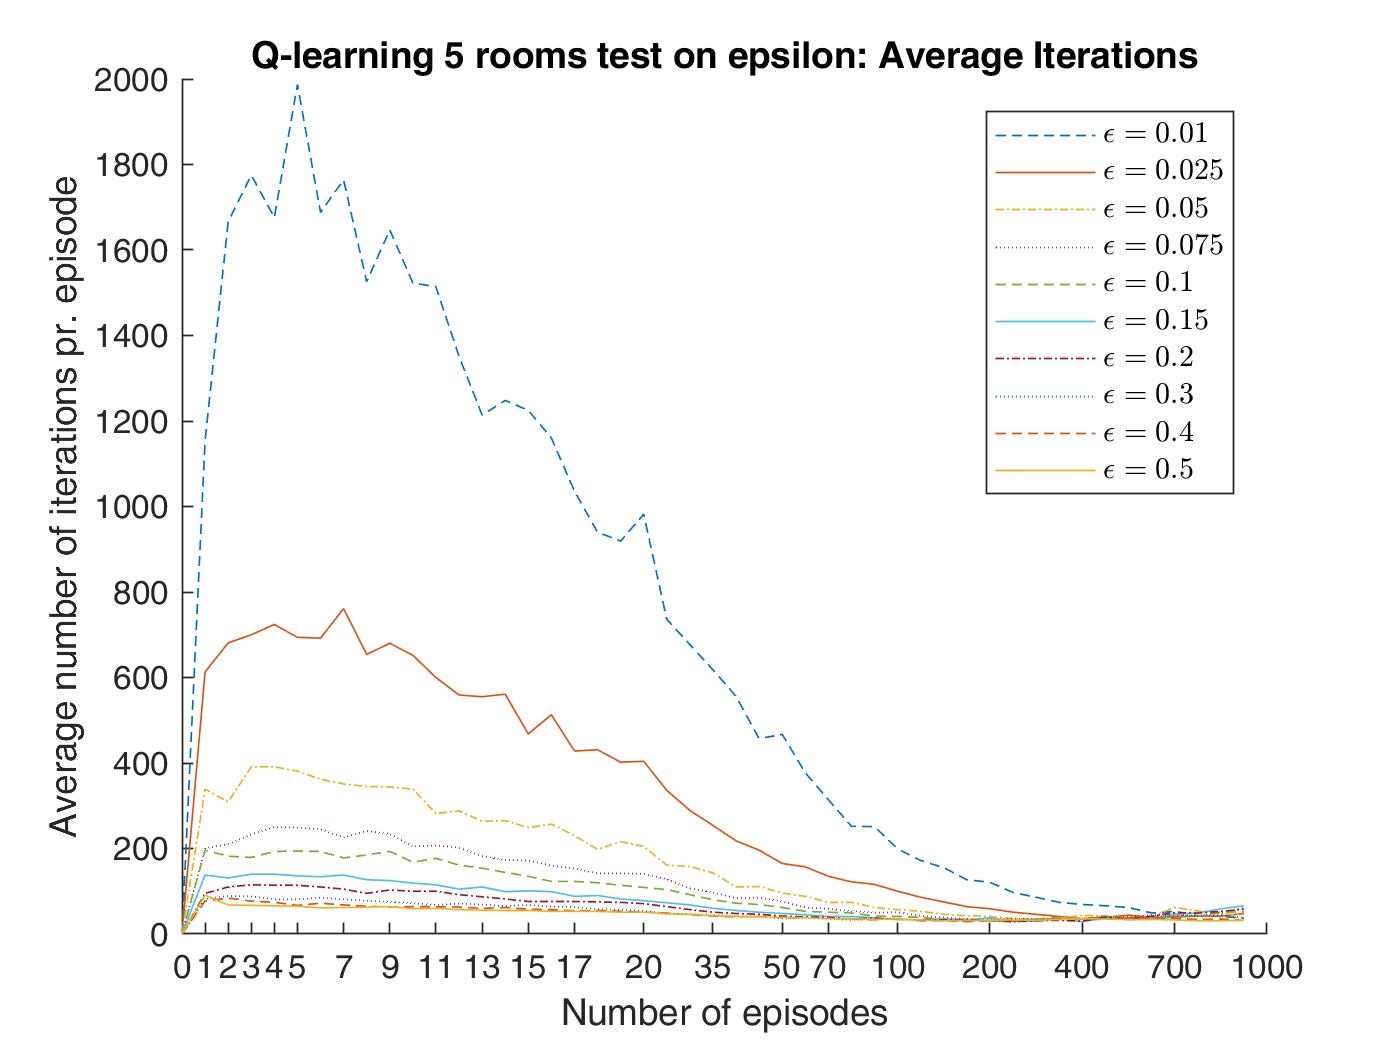 Q-learning 5 rooms test on epsilon: Average Iterations
Average number of iterations pr. episode
2000
1800
1600
1400
1200
1000
800
600
400
200
0
ϵ = 0.01
ϵ = 0.025
ϵ = 0.05
ϵ = 0.075
ϵ = 0.1
ϵ = 0.15
ϵ = 0.2
ϵ = 0.3
ϵ = 0.4
ϵ = 0.5
0 1 2 3 4 5 7 9 11 13 15 17 20 35 50 70 100 200 400 700 1000
Number of episodes